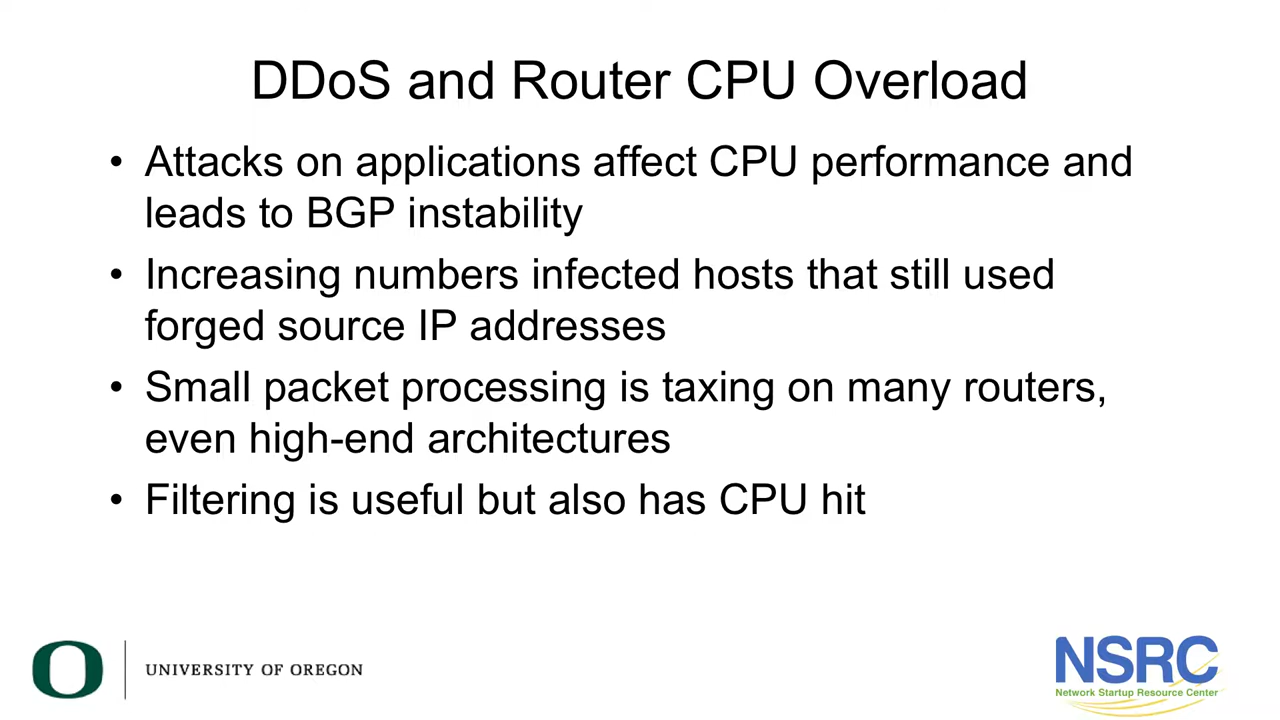 DDoS and Router CPU Overload
• Attacks on applications affect CPU performance and
leads to BGP instability
• Increasing numbers infected hosts that still used
forged source IP addresses
• Small packet processing is taxing on many routers,
even high-end architectures
• Filtering is useful but also has CPU hit
O
UNIVERSITY OF OREGON
NSRC
Network Startup Resource Center